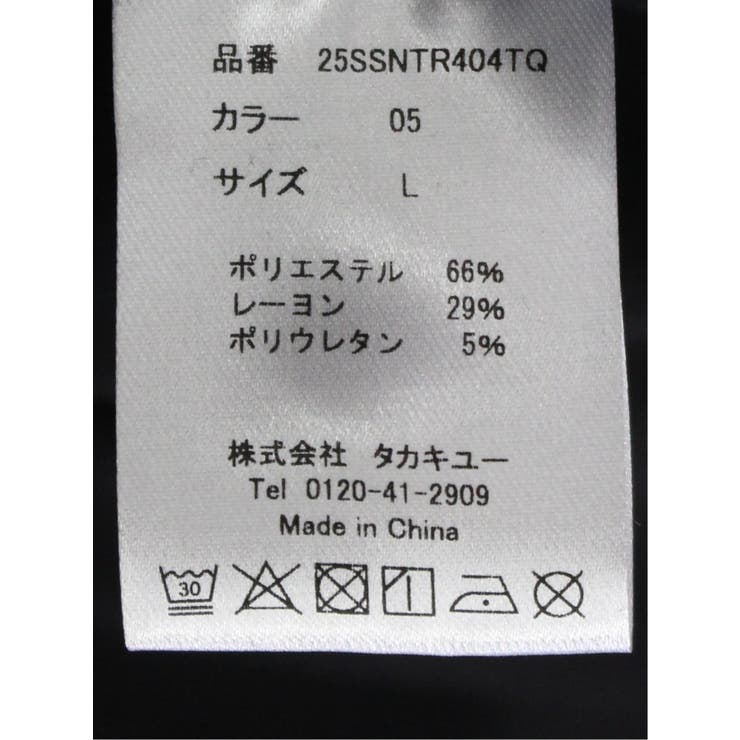 品番 25SSNTR404TQ
カラー 05
サイズ L
ポリエステル 66%
レーヨン 29%
ポリウレタン 5%
株式会社 タカキユー
Tel 0120-41-2909
Made in China
30